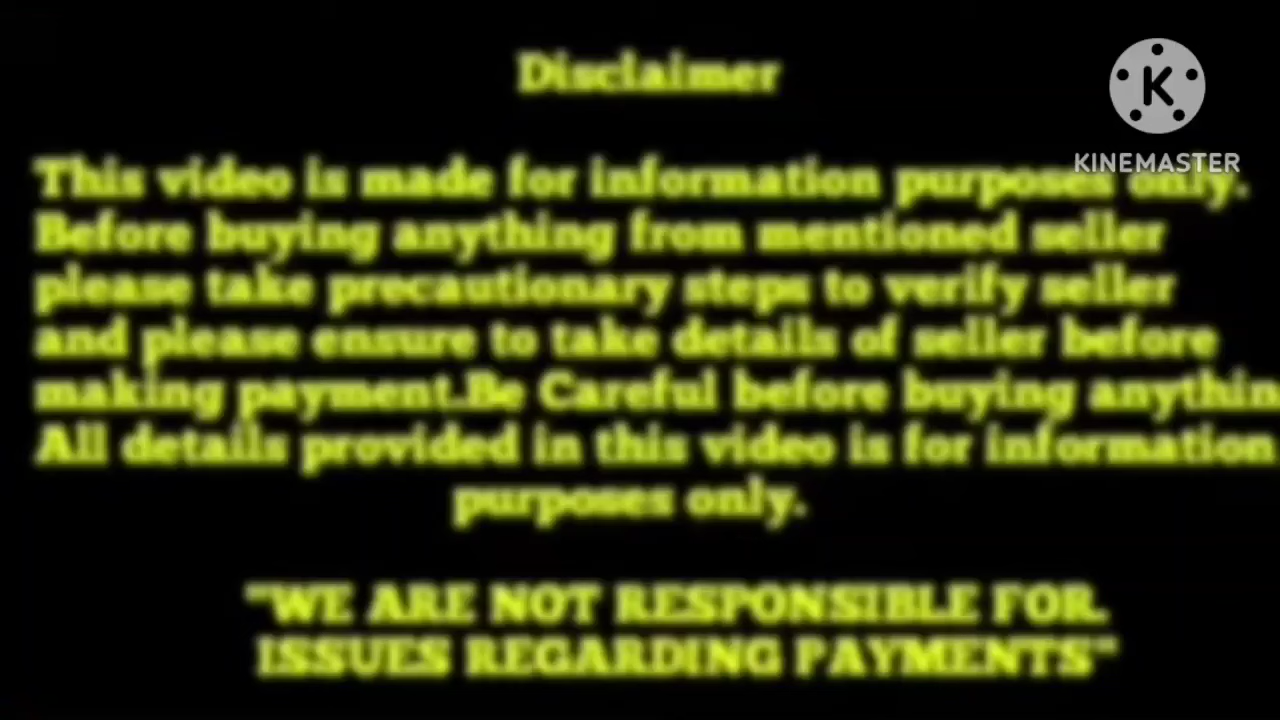 Disclaimer
This video is made for information purposes only.
Before buying anything from mentioned seller
please take precautionary steps to verify seller
and please ensure to take details of seller before
making payment.Be Careful before buying anythin
All details provided in this video is for information
purposes only.
"WE ARE NOT RESPONSIBLE FOR.
ISSUES REGARDING PAYMENTS"
K
KINEMASTER